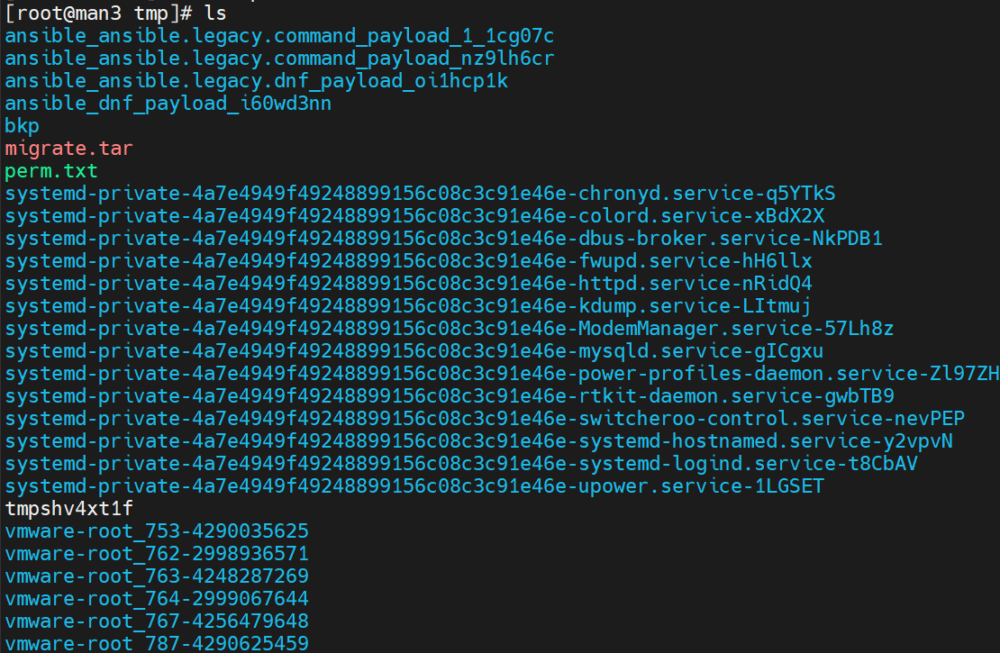 [root@man3 tmp]# ls
ansible_ansible.legacy.command_payload_1_1cg07c
ansible_ansible.legacy.command_payload_nz9lh6cr
ansible_ansible.legacy.dnf_payload_oi1hcp1k
ansible_dnf_payload_i60wd3nn
bkp
migrate.tar
perm.txt
systemd-private-4a7e4949f49248899156c08c3c91e46e-chronyd.service-q5YTkS
systemd-private-4a7e4949f49248899156c08c3c91e46e-colord.service-xBdX2X
systemd-private-4a7e4949f49248899156c08c3c91e46e-dbus-broker.service-NkPDB1
systemd-private-4a7e4949f49248899156c08c3c91e46e-fwupd.service-hH6llx
systemd-private-4a7e4949f49248899156c08c3c91e46e-httpd.service-nRidQ4
systemd-private-4a7e4949f49248899156c08c3c91e46e-kdump.service-LItmuj
systemd-private-4a7e4949f49248899156c08c3c91e46e-ModemManager.service-57Lh8z
systemd-private-4a7e4949f49248899156c08c3c91e46e-mysqld.service-gICgxu
systemd-private-4a7e4949f49248899156c08c3c91e46e-power-profiles-daemon.service-Zl97ZH
systemd-private-4a7e4949f49248899156c08c3c91e46e-rtkit-daemon.service-gwbTB9
systemd-private-4a7e4949f49248899156c08c3c91e46e-switcheroo-control.service-nevPEP
systemd-private-4a7e4949f49248899156c08c3c91e46e-systemd-hostnamed.service-y2vpvN
systemd-private-4a7e4949f49248899156c08c3c91e46e-systemd-logind.service-t8CbAV
systemd-private-4a7e4949f49248899156c08c3c91e46e-upower.service-1LGSET
tmpshv4xt1f
vmware-root_753-4290035625
vmware-root_762-2998936571
vmware-root_763-4248287269
vmware-root_764-2999067644
vmware-root_767-4256479648
vmware-root_787-4290625459